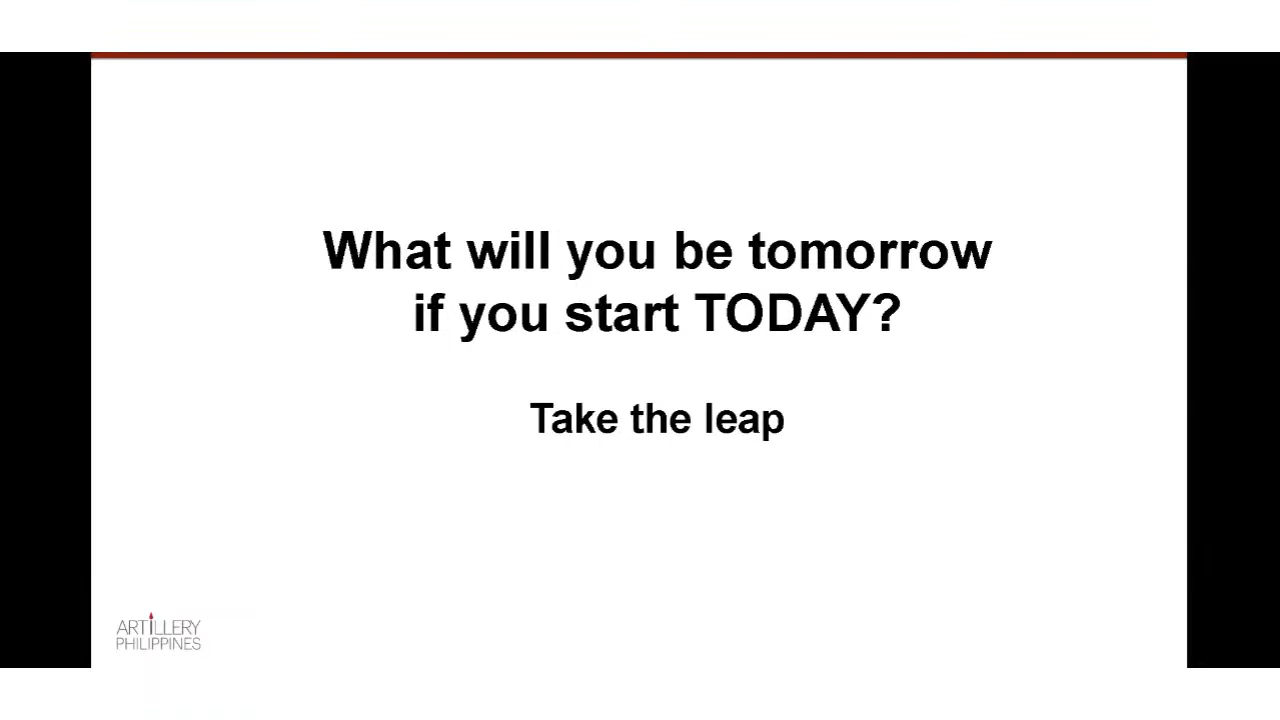 What will you be tomorrow
if you start TODAY?
Take the leap
ARTILLERY
PHILIPPINES